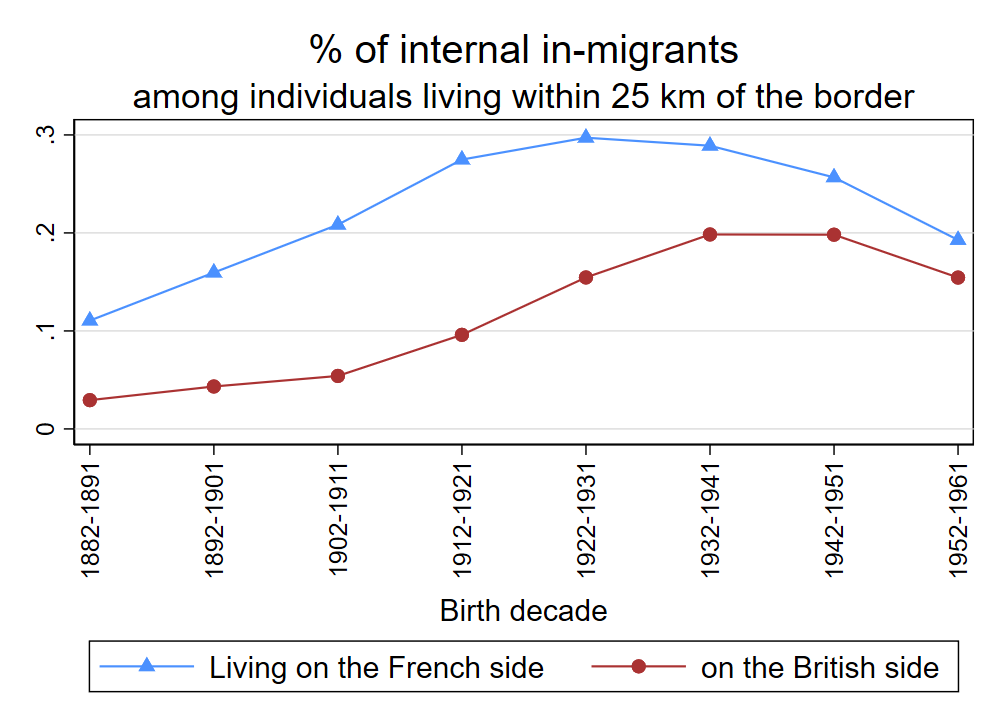 % of internal in-migrants
among individuals living within 25 km of the border
.3
.2
.1
0
1882-1891
1892-1901
1902-1911
1912-1921
1922-1931
1932-1941
1942-1951
1952-1961
Birth decade
Living on the French side
on the British side